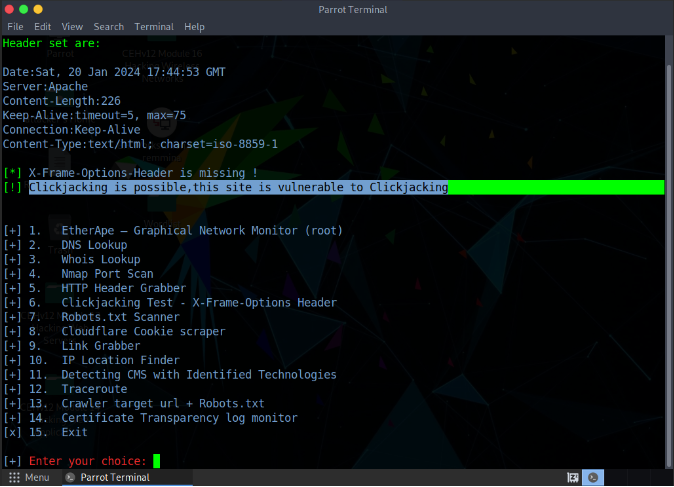 Parrot Terminal
File Edit View Search Terminal Help
Header set are:
Date:Sat, 20 Jan 2024 17:44:53 GMT
Server:Apache
Content-Length:226
Keep-Alive:timeout=5, max=75
Connection:Keep-Alive
Content-Type:text/html; charset=iso-8859-1
[*] X-Frame-Options-Header is missing !
[!] Clickjacking is possible,this site is vulnerable to Clickjacking
[+] 1. EtherApe – Graphical Network Monitor (root)
[+] 2. DNS Lookup
[+] 3. Whois Lookup
[+] 4. Nmap Port Scan
[+] 5. HTTP Header Grabber
[+] 6. Clickjacking Test - X-Frame-Options Header
[+] 7. Robots.txt Scanner
[+] 8. Cloudflare Cookie scraper
[+] 9. Link Grabber
[+] 10. IP Location Finder
[+] 11. Detecting CMS with Identified Technologies
[+] 12. Traceroute
[+] 13. Crawler target url + Robots.txt
[+] 14. Certificate Transparency log monitor
[x] 15. Exit
[+] Enter your choice:
Menu Parrot Terminal